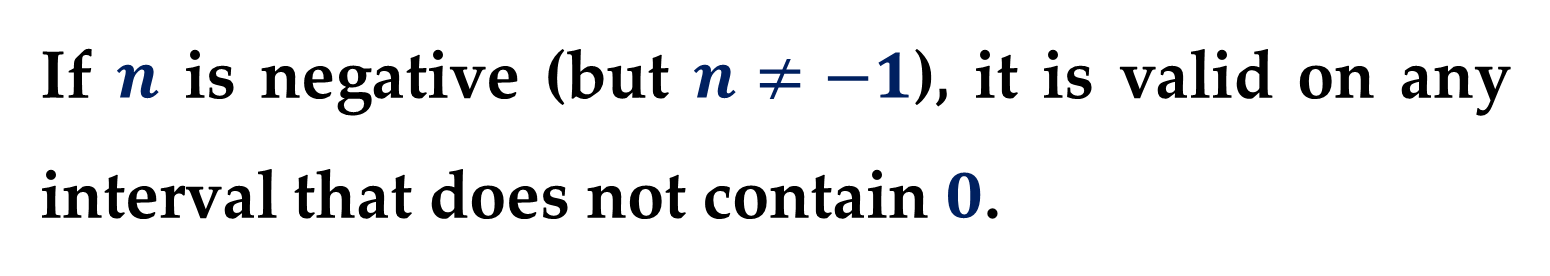 If n is negative (but n ≠ −1), it is valid on any
interval that does not contain 0.